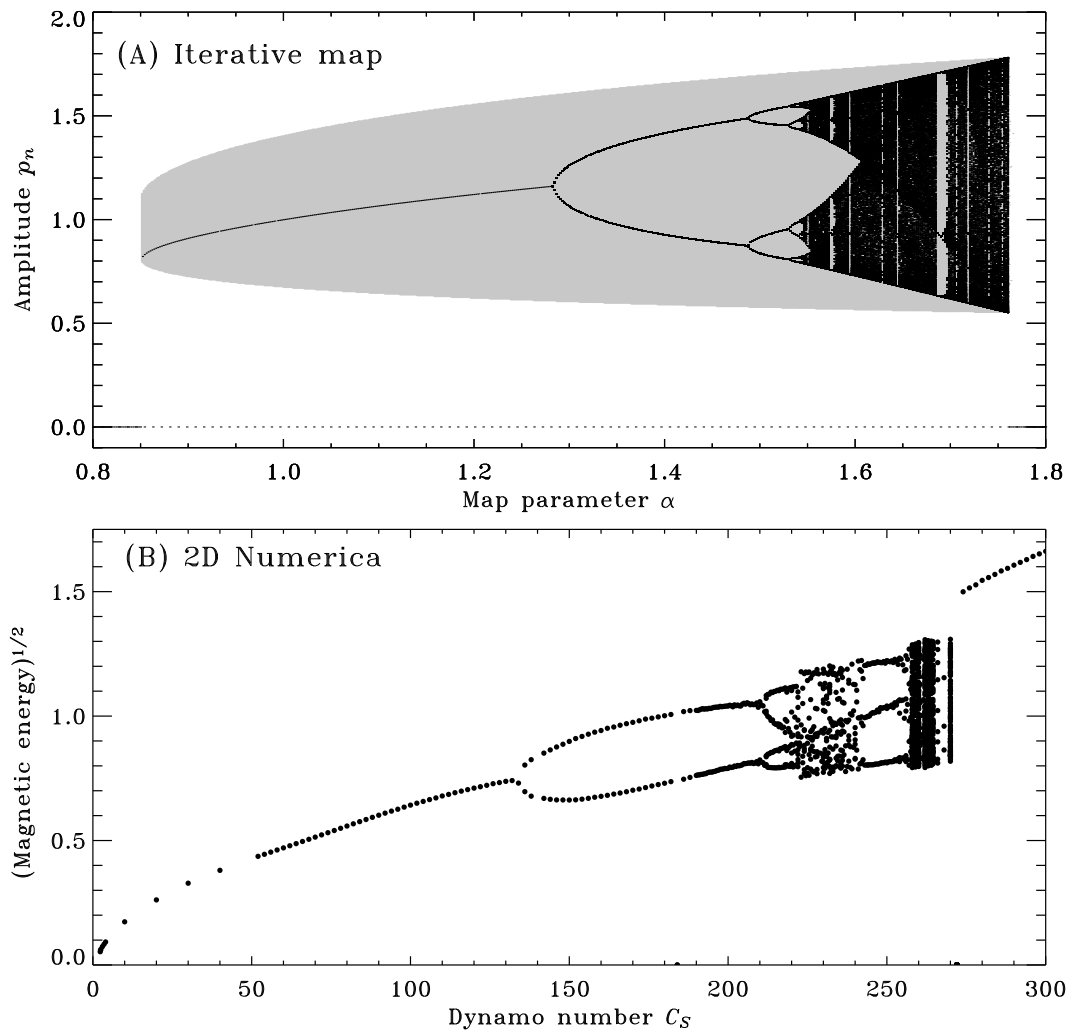 2.0
(A) Iterative map
1.5
1.0
0.5
0.0
Amplitude pₙ
0.8 1.0 1.2 1.4 1.6 1.8
Map parameter α
(B) 2D Numerica
1.5
1.0
0.5
0.0
(Magnetic energy)¹/²
0 50 100 150 200 250 300
Dynamo number C_S